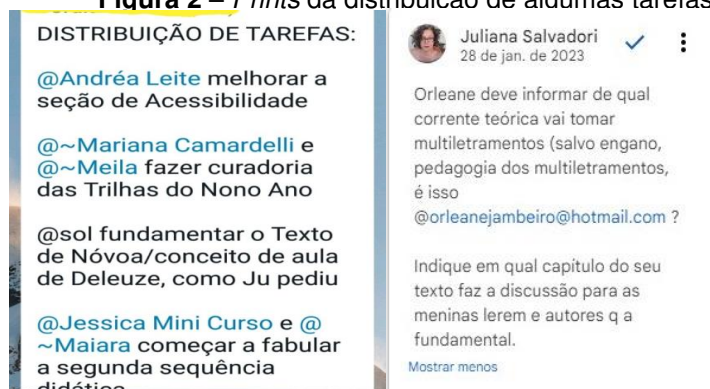 Figura 2 – Prints da distribuição de algumas tarefas
DISTRIBUIÇÃO DE TAREFAS:
@Andréa Leite melhorar a
seção de Acessibilidade
@~Mariana Camardelli e
@~Meila fazer curadoria
das Trilhas do Nono Ano
@sol fundamentar o Texto
de Nóvoa/conceito de aula
de Deleuze, como Ju pediu
@Jessica Mini Curso e @
~Maiara começar a fabular
a segunda sequência
didática
Juliana Salvadori
28 de jan. de 2023
Orleane deve informar de qual
corrente teórica vai tomar
multiletramentos (salvo engano,
pedagogia dos multiletramentos,
é isso
@orleanejambeiro@hotmail.com ?
Indique em qual capítulo do seu
texto faz a discussão para as
meninas lerem e autores q a
fundamental.
Mostrar menos